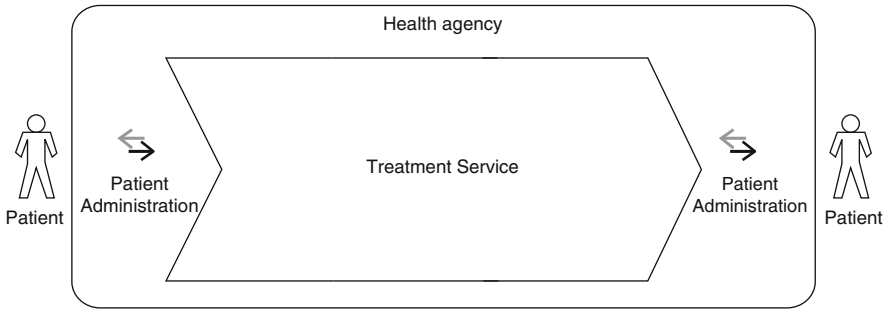 Health agency
Patient
Patient
Administration
Treatment Service
Patient
Administration
Patient